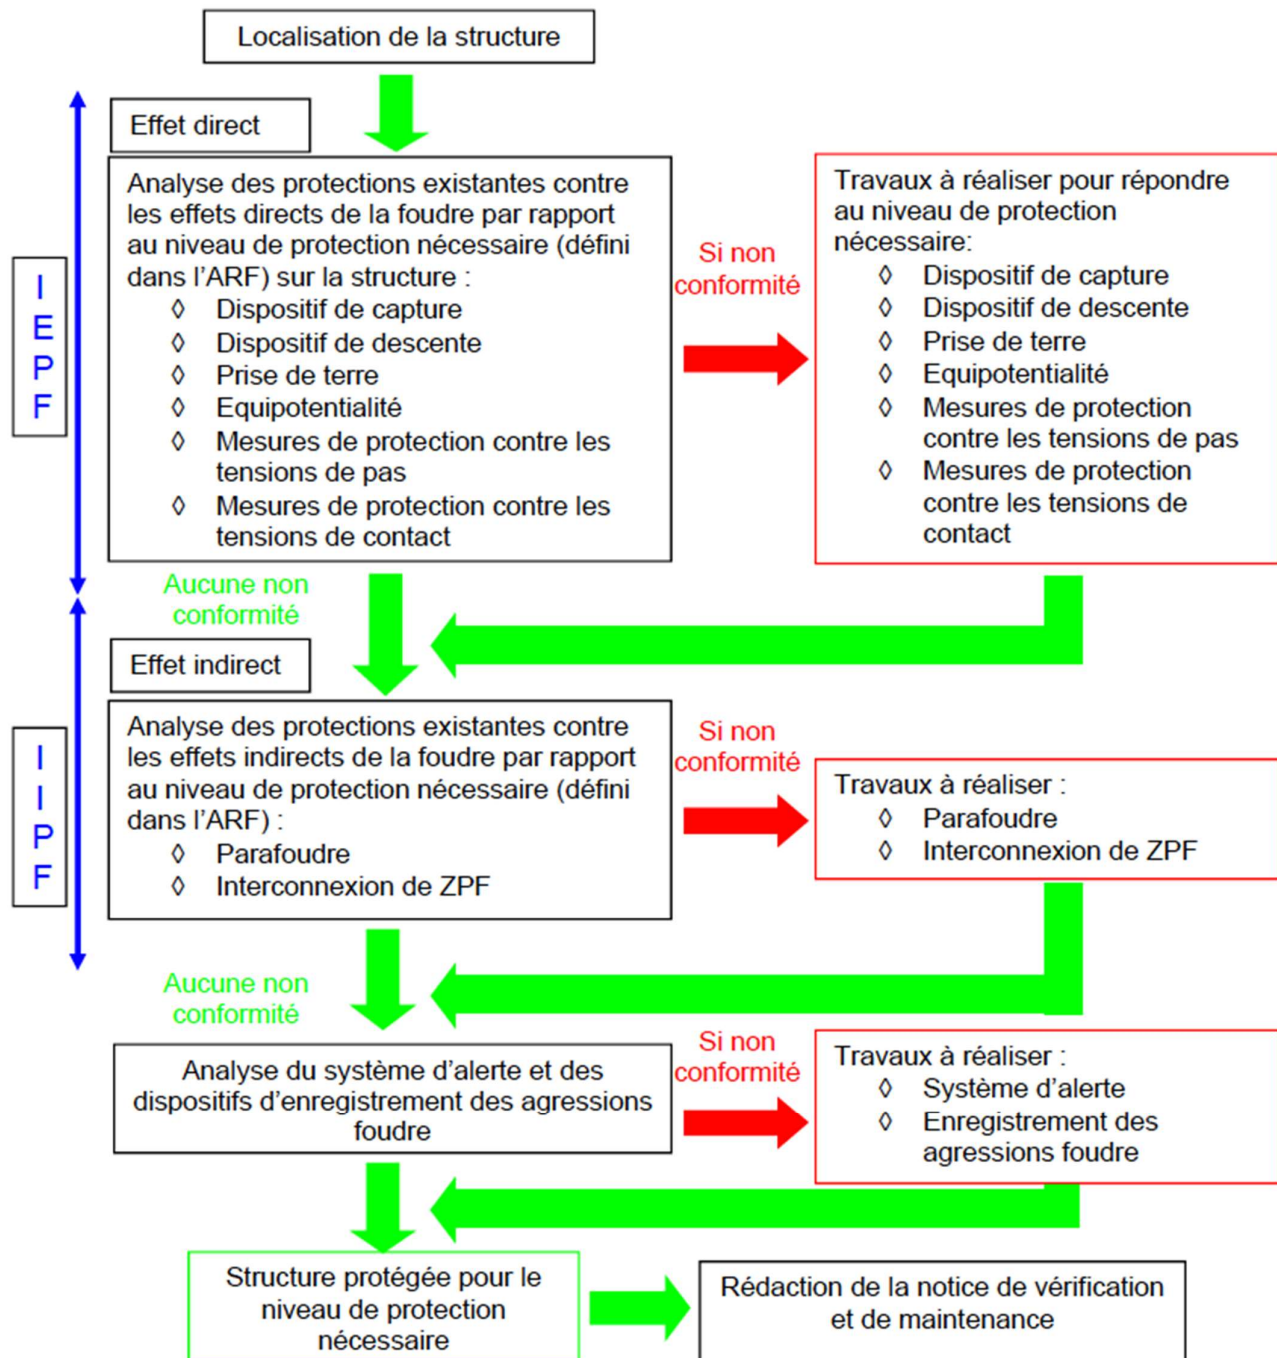 Localisation de la structure
Effet direct
I
E
P
F
Analyse des protections existantes contre
les effets directs de la foudre par rapport
au niveau de protection nécessaire (défini
dans l'ARF) sur la structure :
◊ Dispositif de capture
◊ Dispositif de descente
◊ Prise de terre
◊ Equipotentialité
◊ Mesures de protection contre les
tensions de pas
◊ Mesures de protection contre les
tensions de contact
Si non
conformité
Travaux à réaliser pour répondre
au niveau de protection
nécessaire:
◊ Dispositif de capture
◊ Dispositif de descente
◊ Prise de terre
◊ Equipotentialité
◊ Mesures de protection
contre les tensions de pas
◊ Mesures de protection
contre les tensions de
contact
Aucune non
conformité
Effet indirect
I
I
P
F
Analyse des protections existantes contre
les effets indirects de la foudre par rapport
au niveau de protection nécessaire (défini
dans l'ARF) :
◊ Parafoudre
◊ Interconnexion de ZPF
Si non
conformité
Travaux à réaliser :
◊ Parafoudre
◊ Interconnexion de ZPF
Aucune non
conformité
Analyse du système d'alerte et des
dispositifs d'enregistrement des agressions
foudre
Si non
conformité
Travaux à réaliser :
◊ Système d'alerte
◊ Enregistrement des
agressions foudre
Structure protégée pour le
niveau de protection
nécessaire
Rédaction de la notice de vérification
et de maintenance